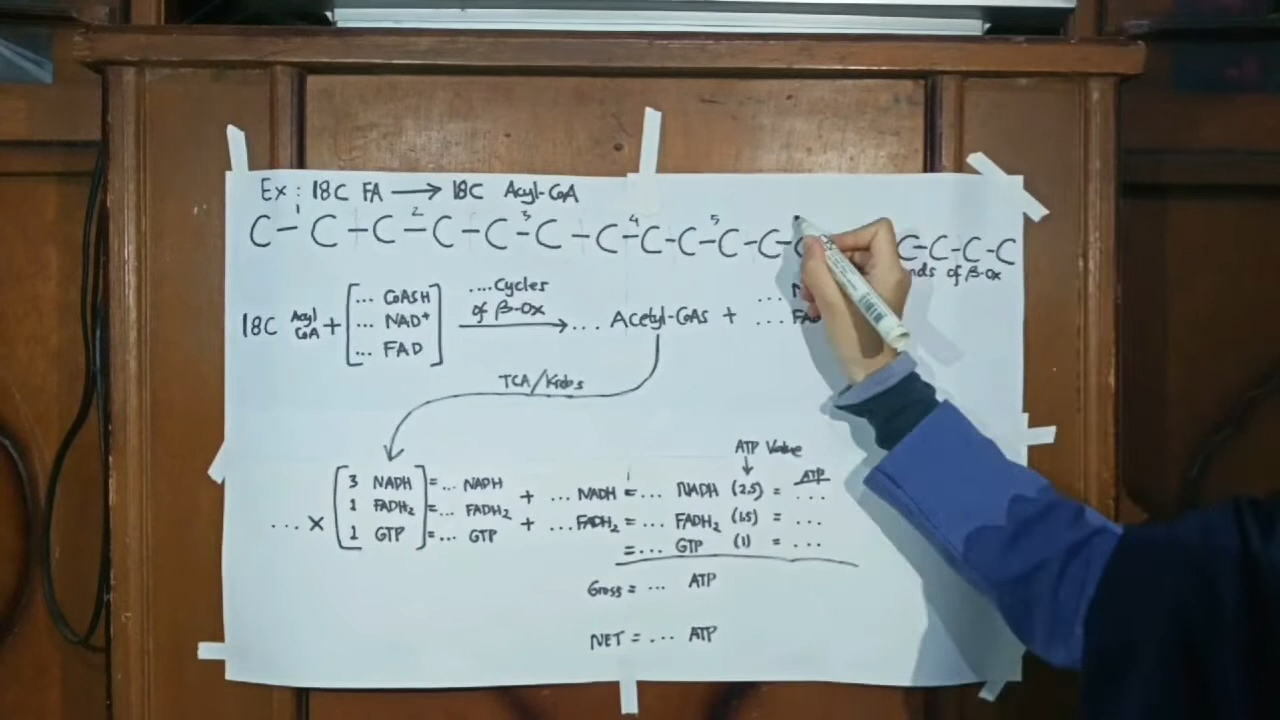 Ex : 18C FA → 18C Acyl-CoA
1 2 3 4 5
C - C - C - C - C - C - C - C - C - C - C - C C - C - C - C
of β-Ox
.... Cycles
of β-Ox
18C Acyl CoA + [ ... CoASH
... NAD+
... FAD ]
→ ... Acetyl-CoAs + ...
...
TCA/Krebs
ATP Value
↓ ATP
... × [ 3 NADH ] = ... NADH + ... NADH = ... NADH (2.5) = ...
1 FADH₂ = ... FADH₂ + ... FADH₂ = ... FADH₂ (1.5) = ...
1 GTP = ... GTP = ... GTP (1) = ...
Gross = ... ATP
NET = ... ATP